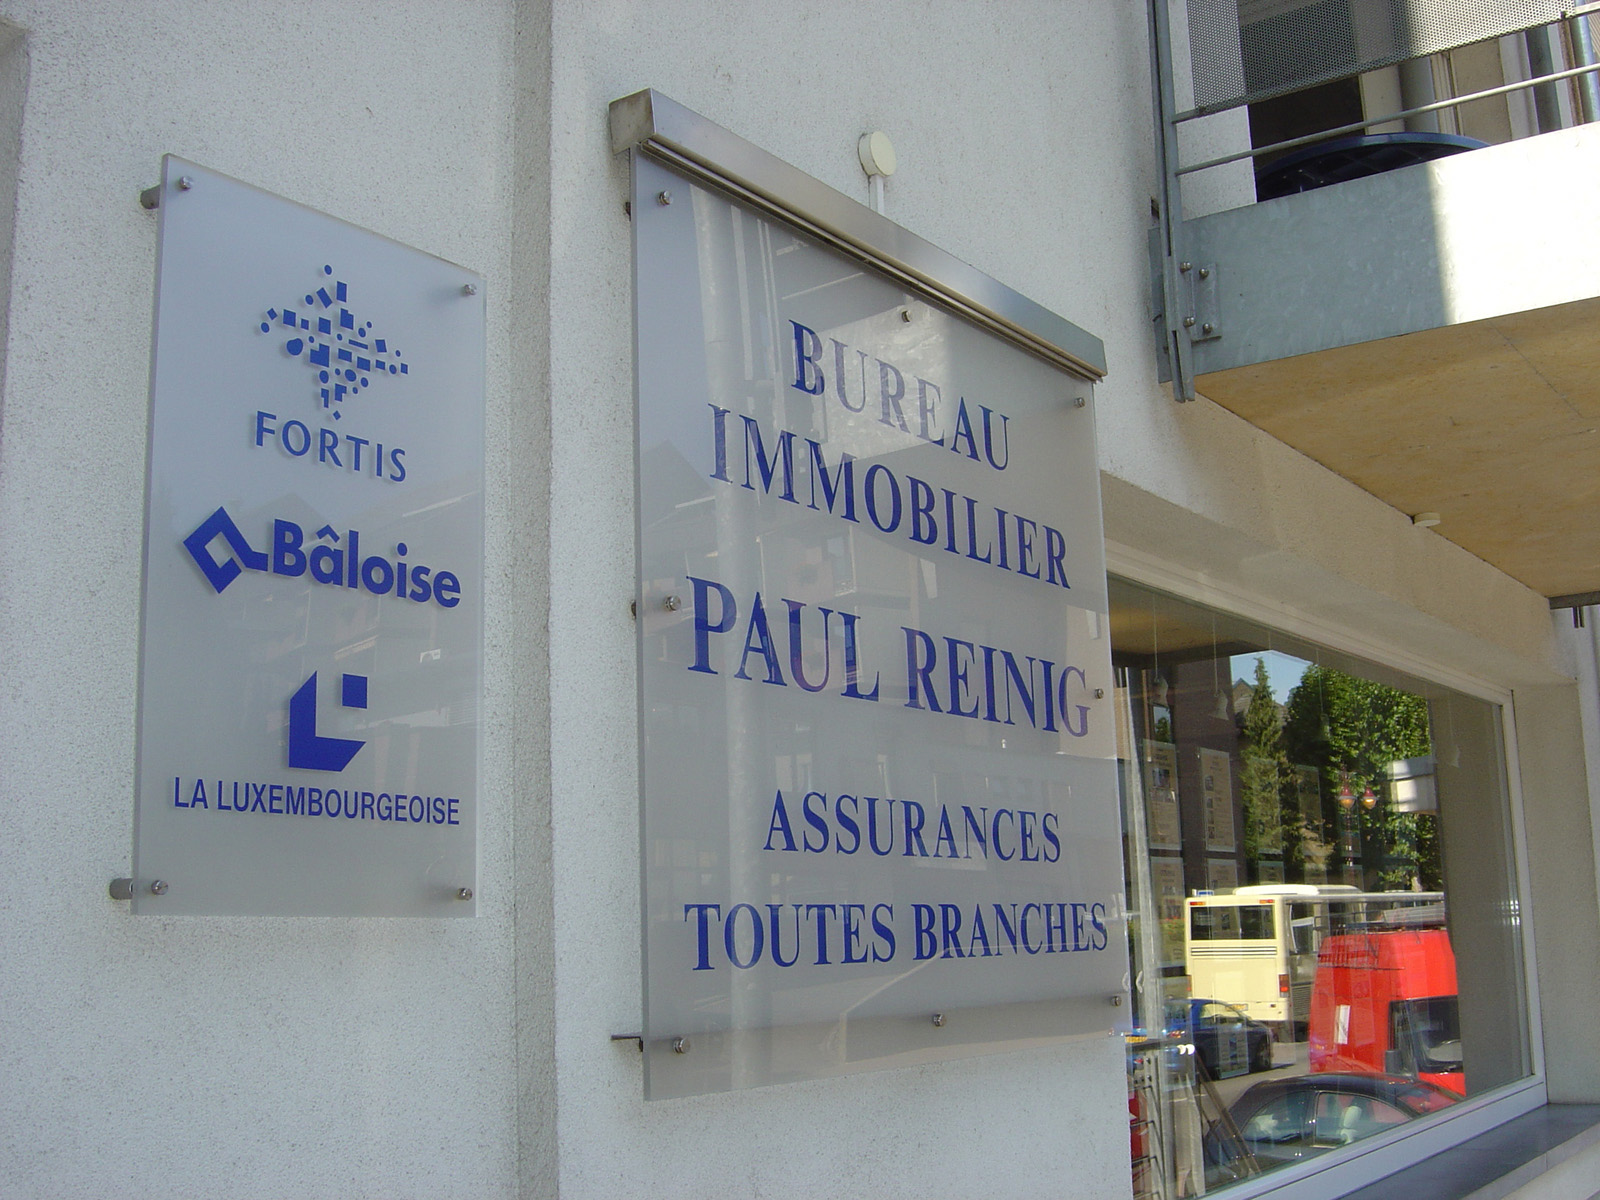 FORTIS
Bâloise
LA LUXEMBOURGEOISE
BUREAU
IMMOBILIER
PAUL REINIG
ASSURANCES
TOUTES BRANCHES